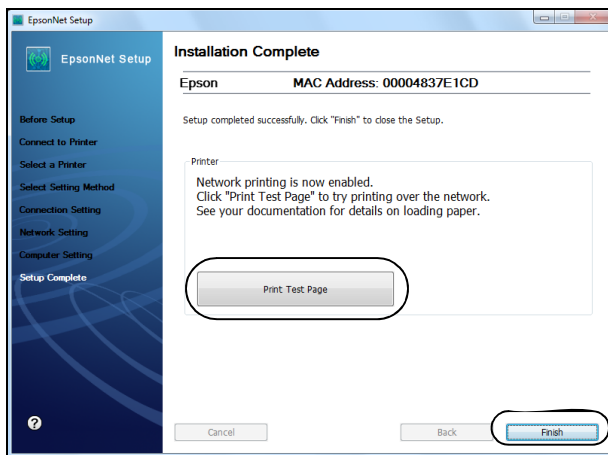 EpsonNet Setup
EpsonNet Setup
Before Setup
Connect to Printer
Select a Printer
Select Setting Method
Connection Setting
Network Setting
Computer Setting
Setup Complete
?
Installation Complete
Epson MAC Address: 00004837E1CD
Setup completed successfully. Click "Finish" to close the Setup.
Printer
Network printing is now enabled.
Click "Print Test Page" to try printing over the network.
See your documentation for details on loading paper.
Print Test Page
Cancel Back Finish